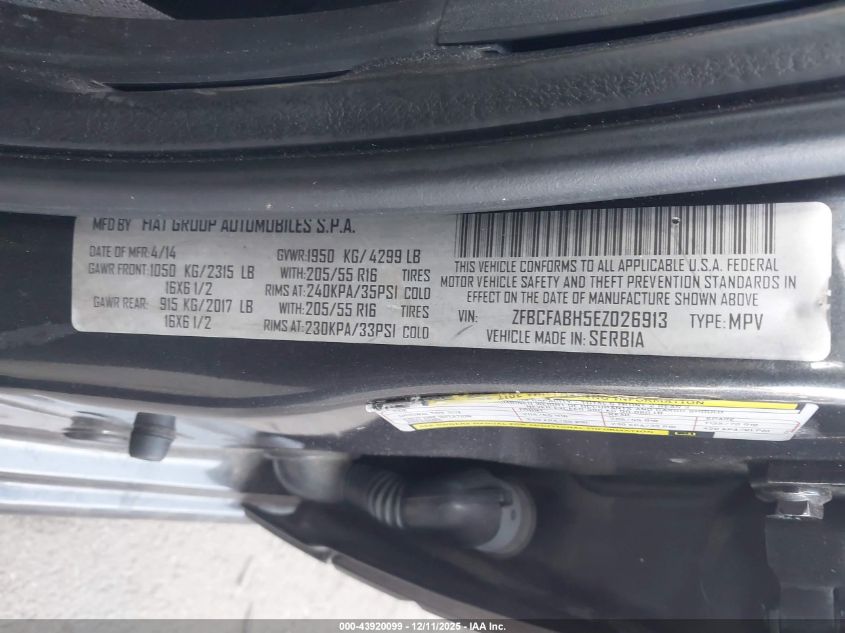 MFD BY FIAT GROUP AUTOMOBILES S.P.A.
DATE OF MFR: 4/14 GVWR: 1950 KG/ 4299 LB
GAWR FRONT: 1050 KG/2315 LB WITH: 205/55 R16 TIRES
16X6 1/2 RIMS AT: 240KPA/35PSI COLD
GAWR REAR: 915 KG/2017 LB WITH: 205/55 R16 TIRES
16X6 1/2 RIMS AT: 230KPA/33PSI COLD
THIS VEHICLE CONFORMS TO ALL APPLICABLE U.S.A. FEDERAL
MOTOR VEHICLE SAFETY AND THEFT PREVENTION STANDARDS IN
EFFECT ON THE DATE OF MANUFACTURE SHOWN ABOVE
VIN: ZFBCFABH5EZ026913 TYPE: MPV
VEHICLE MADE IN: SERBIA
000-43920099 - 12/11/2025 - IAA Inc.